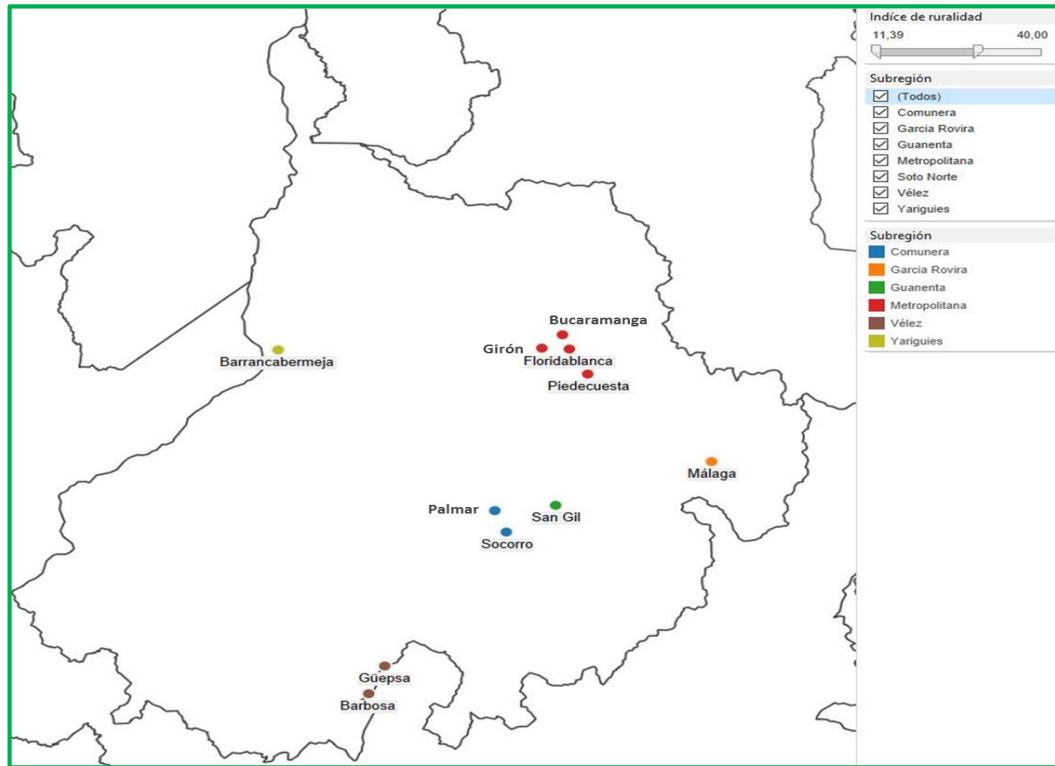 Indíce de ruralidad
11,39 40,00
Subregión
(Todos)
Comunera
Garcia Rovira
Guanenta
Metropolitana
Soto Norte
Vélez
Yariguies
Subregión
Comunera
Garcia Rovira
Guanenta
Metropolitana
Vélez
Yariguies
Bucaramanga
Girón
Floridablanca
Barrancabermeja
Piedecuesta
Málaga
Palmar
San Gil
Socorro
Güepsa
Barbosa